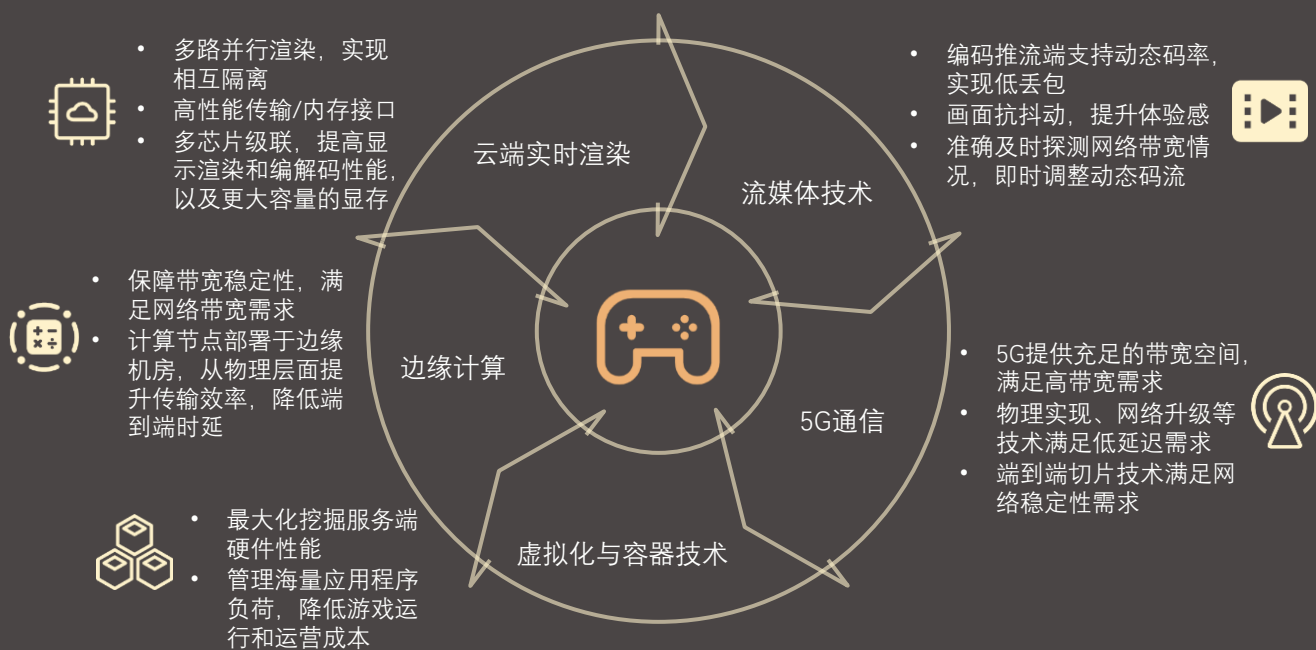 • 多路并行渲染，实现
相互隔离
• 高性能传输/内存接口
• 多芯片级联，提高显
示渲染和编解码性能，
以及更大容量的显存
云端实时渲染
流媒体技术
• 编码推流端支持动态码率，
实现低丢包
• 画面抗抖动，提升体验感
• 准确及时探测网络带宽情
况，即时调整动态码流
• 保障带宽稳定性，满
足网络带宽需求
• 计算节点部署于边缘
机房，从物理层面提
升传输效率，降低端
到端时延
边缘计算
5G通信
• 5G提供充足的带宽空间，
满足高带宽需求
• 物理实现、网络升级等
技术满足低延迟需求
• 端到端切片技术满足网
络稳定性需求
• 最大化挖掘服务端
硬件性能
• 管理海量应用程序
负荷，降低游戏运
行和运营成本
虚拟化与容器技术